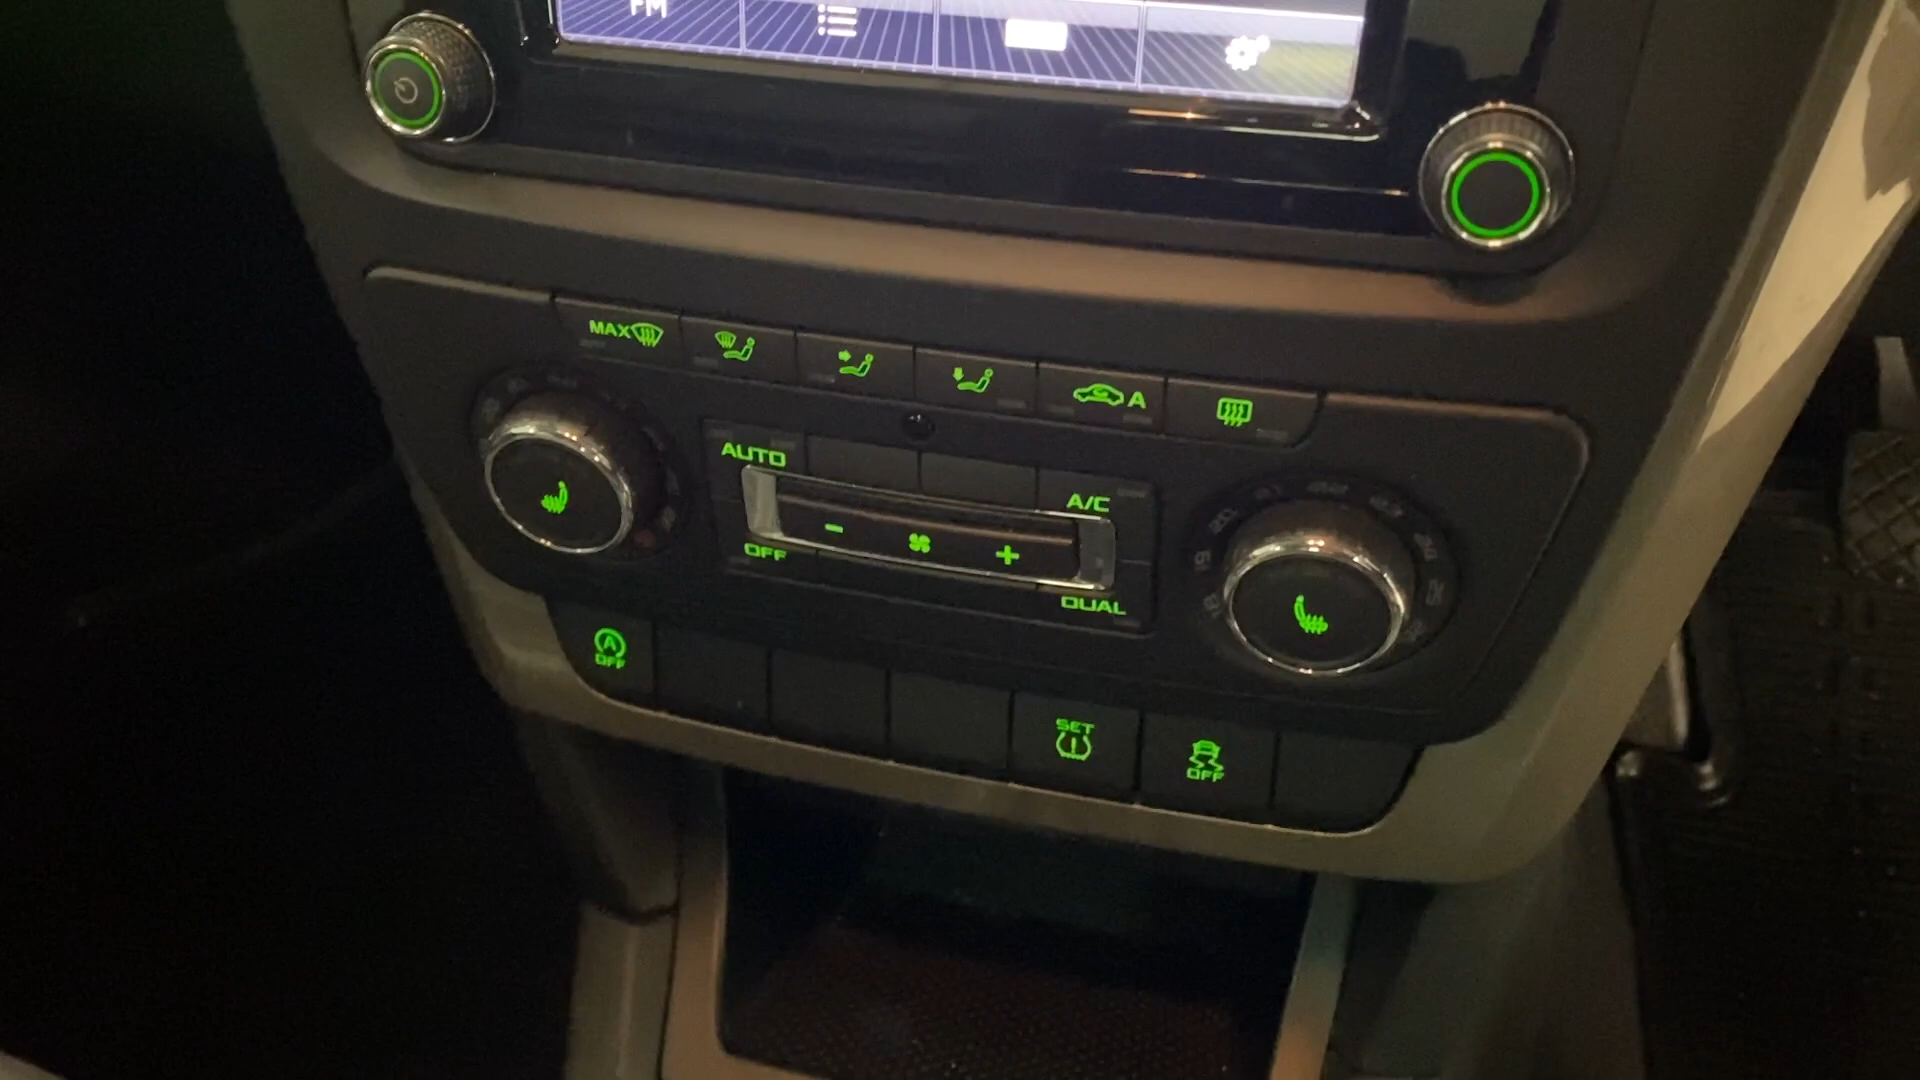 FM
MAX
A
AUTO
A/C
- +
OFF
DUAL
A
OFF
SET
OFF